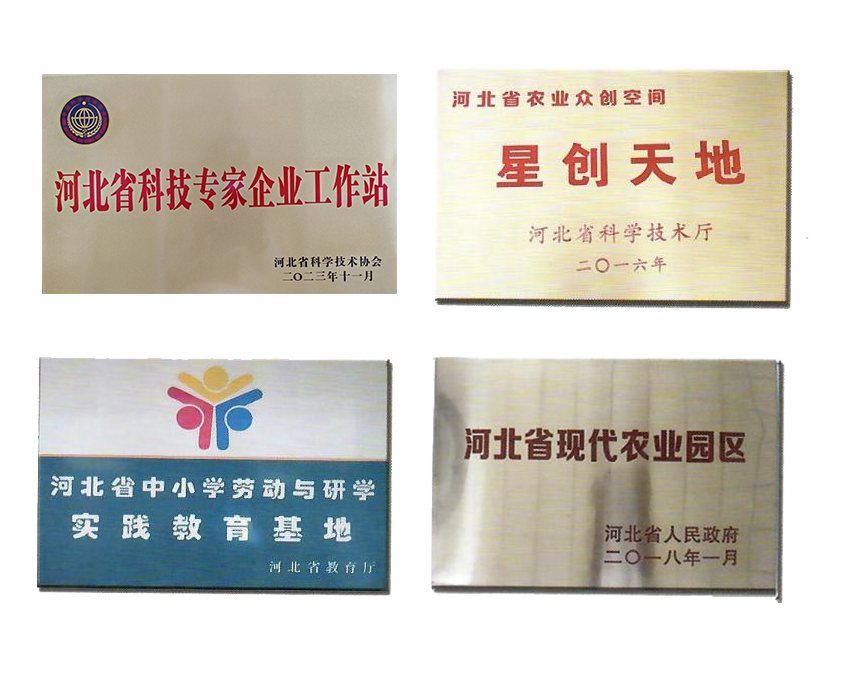 河北省科技专家企业工作站
河北省科学技术协会
二〇二三年十一月
河北省农业众创空间
星创天地
河北省科学技术厅
二〇一六年
河北省中小学劳动与研学
实践教育基地
河北省教育厅
河北省现代农业园区
河北省人民政府
二〇一八年一月